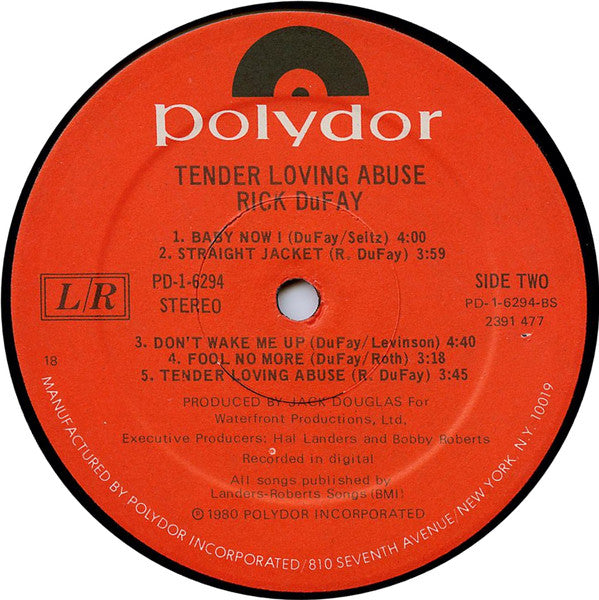 polydor
TENDER LOVING ABUSE
RICK DuFAY
1. BABY NOW I (DuFay/Seitz) 4:00
2. STRAIGHT JACKET (R. DuFay) 3:59
L/R
PD-1-6294
STEREO
SIDE TWO
PD-1-6294-BS
2391 477
18
3. DON'T WAKE ME UP (DuFay/Levinson) 4:40
4. FOOL NO MORE (DuFay/Roth) 3:18
5. TENDER LOVING ABUSE (R. DuFay) 3:45
PRODUCED BY JACK DOUGLAS For
Waterfront Productions, Ltd.
Executive Producers: Hal Landers and Bobby Roberts
Recorded in digital
All songs published by
Landers-Roberts Songs (BMI)
℗ 1980 POLYDOR INCORPORATED
MANUFACTURED BY POLYDOR INCORPORATED/810 SEVENTH AVENUE/NEW YORK, N.Y. 10019